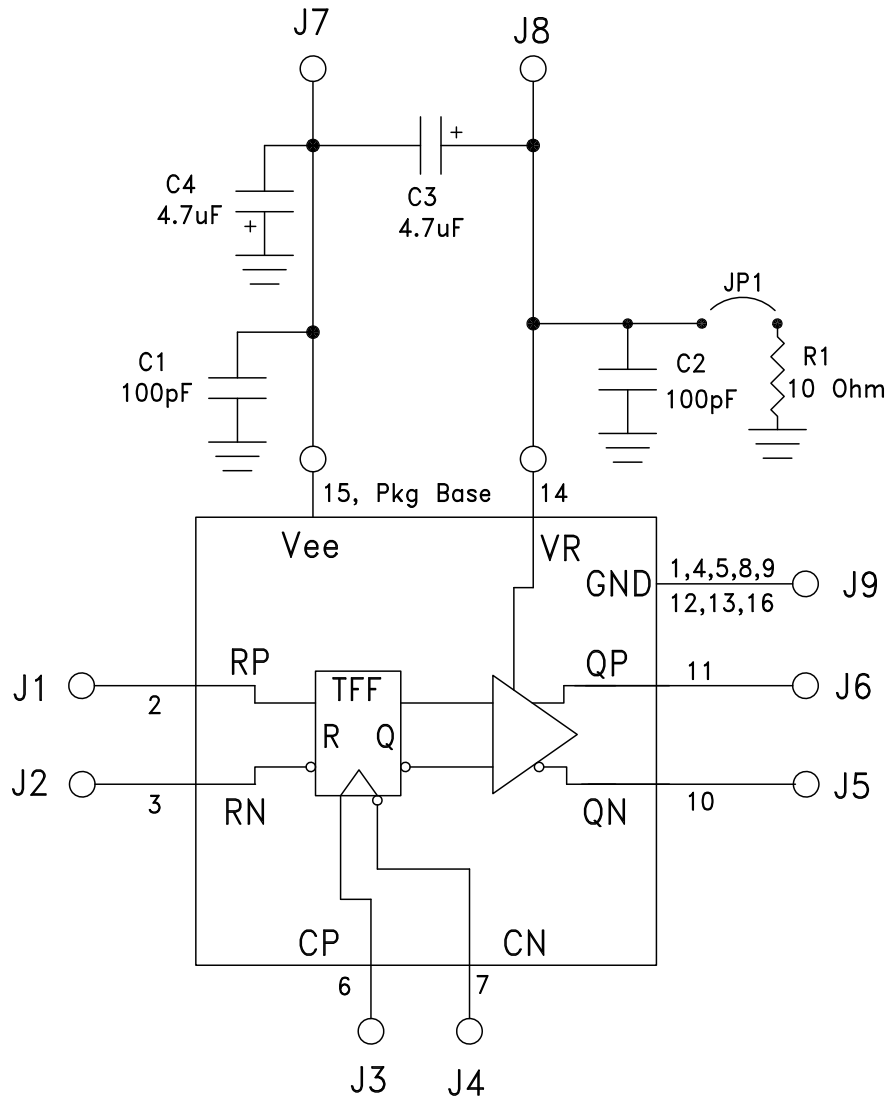 J7
J8
+
C4
4.7uF
+
C3
4.7uF
JP1
C1
100pF
C2
100pF
R1
10 Ohm
15, Pkg Base
14
Vee
VR
GND
1,4,5,8,9
12,13,16
J9
RP
QP
11
J1
2
TFF
J6
R
Q
J2
3
RN
QN
10
J5
CP
CN
6
7
J3
J4